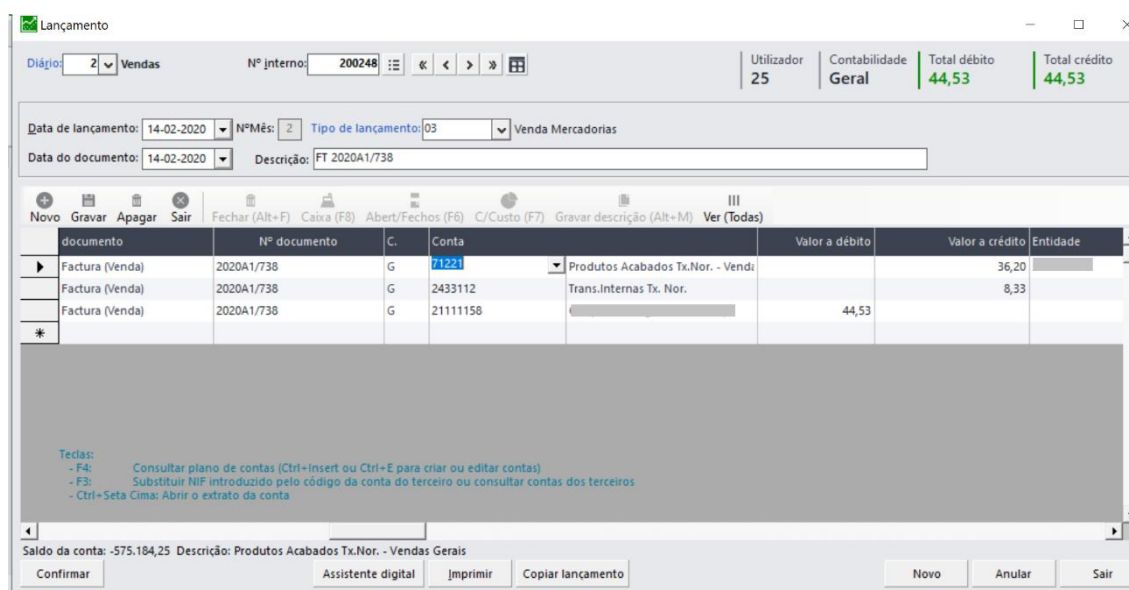 Lançamento
Diário: 2 Vendas Nº interno: 200248 Utilizador Contabilidade Total débito Total crédito
25 Geral 44,53 44,53
Data de lançamento: 14-02-2020 NºMês: 2 Tipo de lançamento: 03 Venda Mercadorias
Data do documento: 14-02-2020 Descrição: FT 2020A1/738
Novo Gravar Apagar Sair Fechar (Alt+F) Caixa (F8) Abert/Fechos (F6) C/Custo (F7) Gravar descrição (Alt+M) Ver (Todas)
documento Nº documento C. Conta Valor a débito Valor a crédito Entidade
Factura (Venda) 2020A1/738 G 71221 Produtos Acabados Tx.Nor. - Venda 36,20
Factura (Venda) 2020A1/738 G 2433112 Trans.Internas Tx. Nor. 8,33
Factura (Venda) 2020A1/738 G 21111158 44,53
Teclas:
- F4: Consultar plano de contas (Ctrl+Insert ou Ctrl+E para criar ou editar contas)
- F3: Substituir NIF introduzido pelo código da conta do terceiro ou consultar contas dos terceiros
- Ctrl+Seta Cima: Abrir o extrato da conta
Saldo da conta: -575.184,25 Descrição: Produtos Acabados Tx.Nor. - Vendas Gerais
Confirmar Assistente digital Imprimir Copiar lançamento Novo Anular Sair